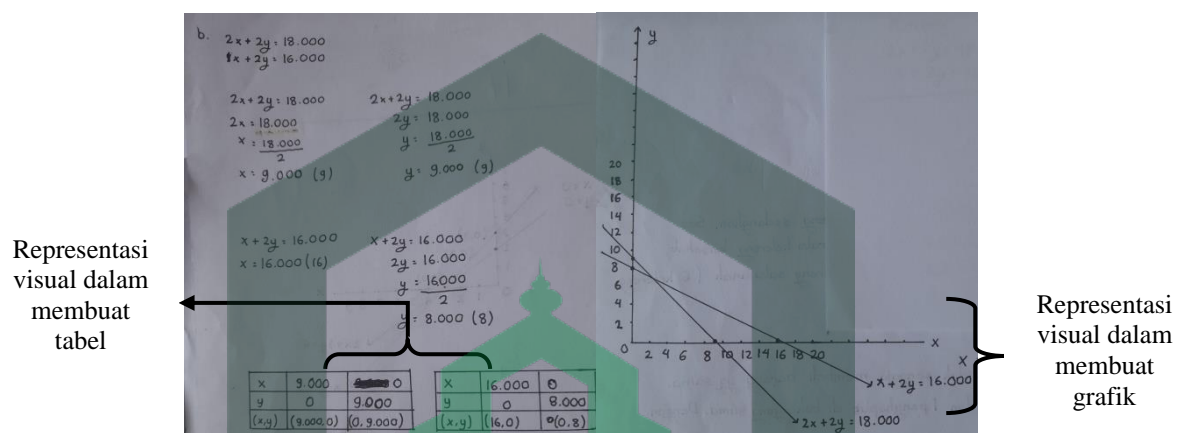 b.
2x + 2y = 18.000
1x + 2y = 16.000
2x + 2y = 18.000
2x = 18.000
x = 18.000
2
x = 9.000 (9)
2x + 2y = 18.000
2y = 18.000
y = 18.000
2
y = 9.000 (9)
x + 2y = 16.000
x = 16.000 (16)
x + 2y = 16.000
2y = 16.000
y = 16.000
2
y = 8.000 (8)
Representasi
visual dalam
membuat
tabel
x 9.000 0
y 0 9.000
(x,y) (9.000,0) (0,9.000)
x 16.000 0
y 0 8.000
(x,y) (16,0) (0.8)
y
20
18
16
14
12
10
8
6
4
2
0 2 4 6 8 10 12 14 16 18 20 x
x
x + 2y = 16.000
2x + 2y = 18.000
Representasi
visual dalam
membuat
grafik